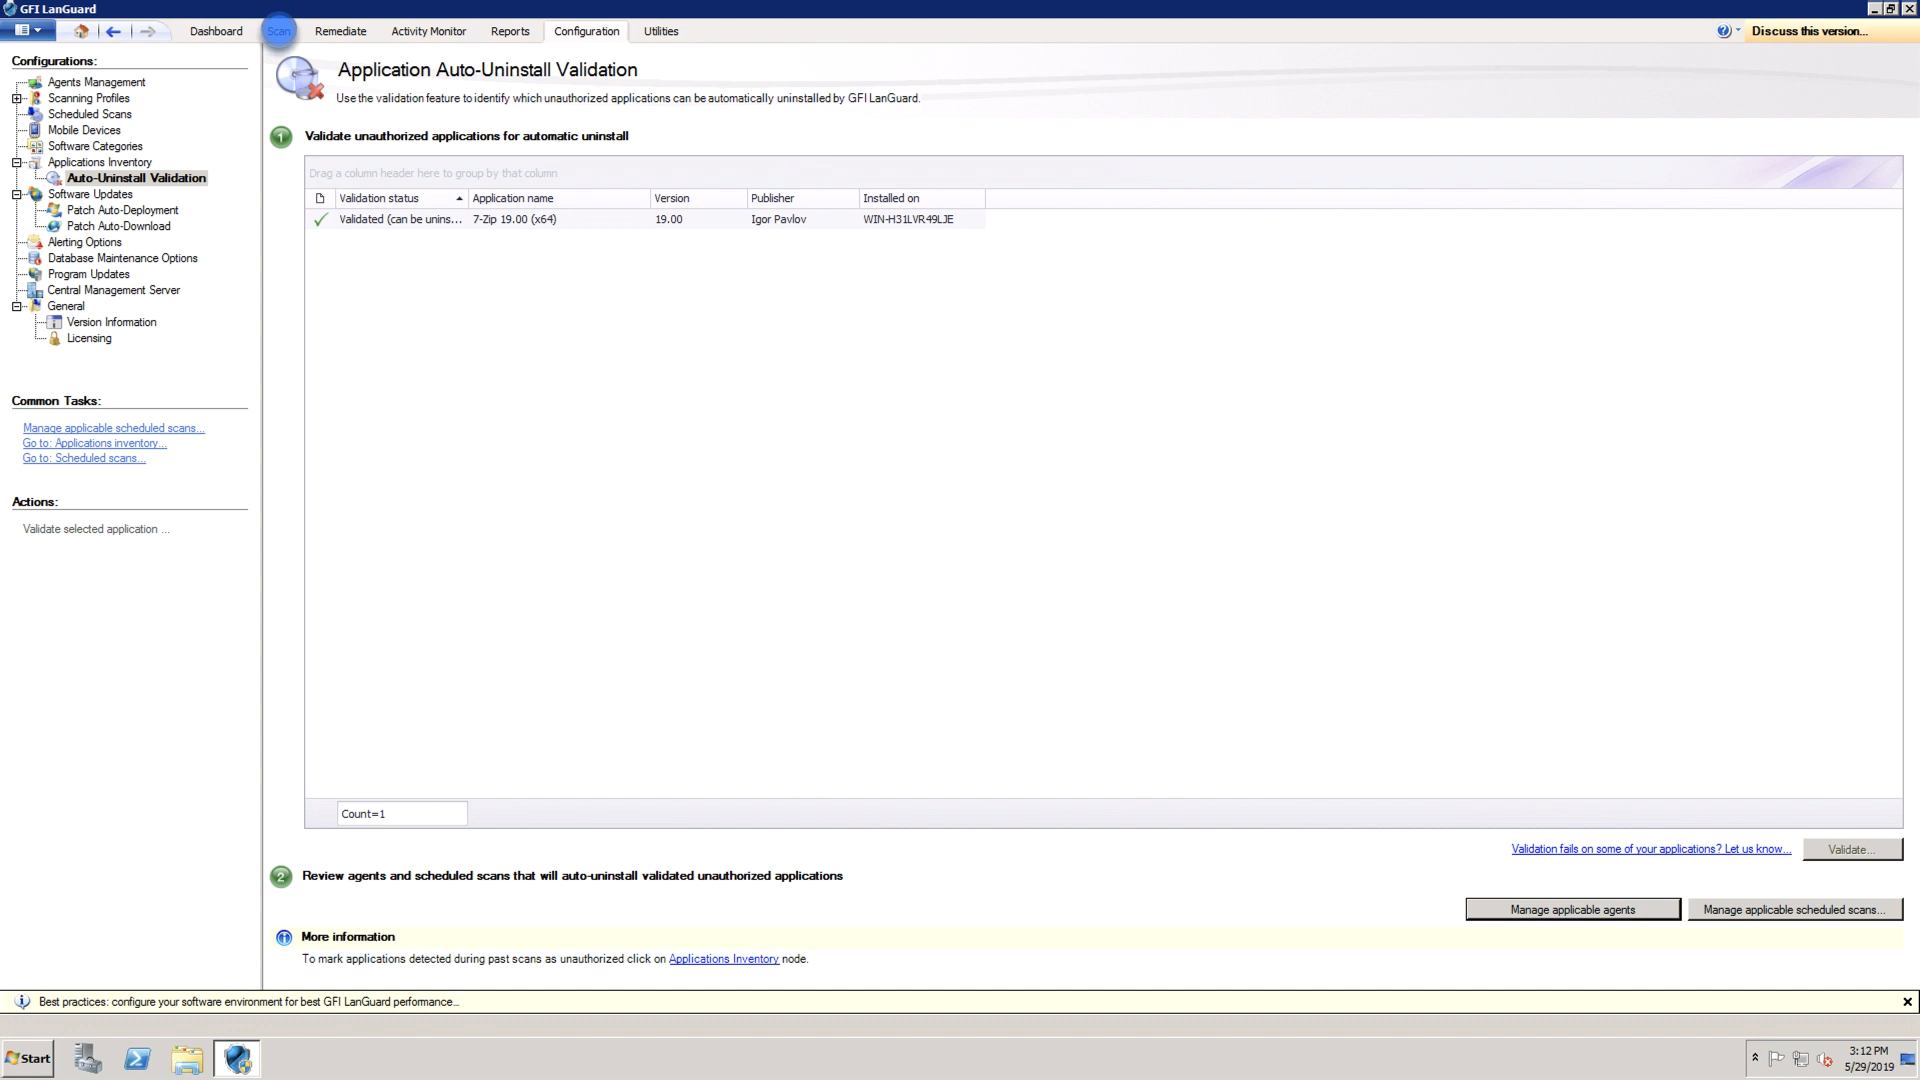 GFI LanGuard
Dashboard Scan Remediate Activity Monitor Reports Configuration Utilities Discuss this version...
Configurations:
Agents Management
Scanning Profiles
Scheduled Scans
Mobile Devices
Software Categories
Applications Inventory
Auto-Uninstall Validation
Software Updates
Patch Auto-Deployment
Patch Auto-Download
Alerting Options
Database Maintenance Options
Program Updates
Central Management Server
General
Version Information
Licensing
Common Tasks:
Manage applicable scheduled scans...
Go to: Applications inventory...
Go to: Scheduled scans...
Actions:
Validate selected application ...
Application Auto-Uninstall Validation
Use the validation feature to identify which unauthorized applications can be automatically uninstalled by GFI LanGuard.
1 Validate unauthorized applications for automatic uninstall
Drag a column header here to group by that column
Validation status Application name Version Publisher Installed on
Validated (can be unins... 7-Zip 19.00 (x64) 19.00 Igor Pavlov WIN-H31LVR49LJE
Count=1
Validation fails on some of your applications? Let us know... Validate...
2 Review agents and scheduled scans that will auto-uninstall validated unauthorized applications
Manage applicable agents Manage applicable scheduled scans...
More information
To mark applications detected during past scans as unauthorized click on Applications Inventory node.
Best practices: configure your software environment for best GFI LanGuard performance...
Start
3:12 PM
5/29/2019